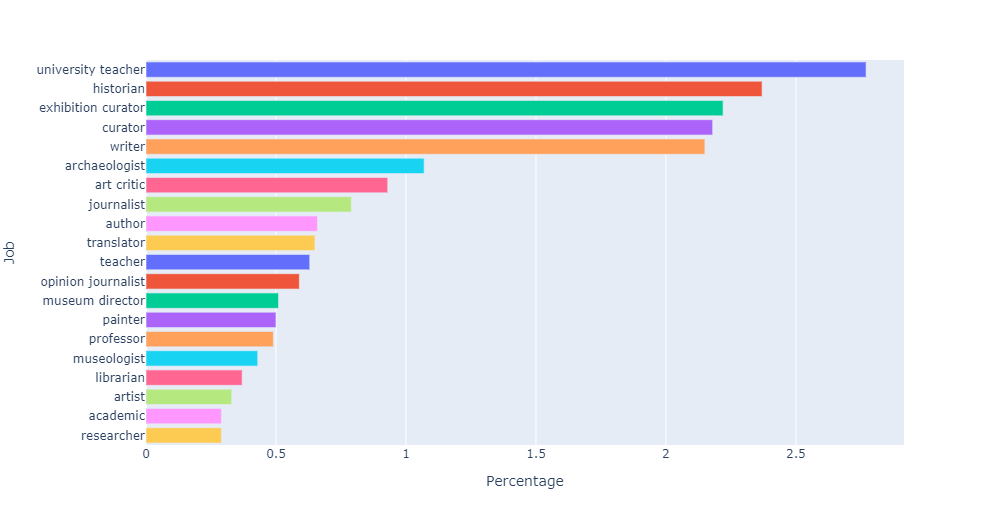 university teacher
historian
exhibition curator
curator
writer
archaeologist
art critic
journalist
author
translator
teacher
opinion journalist
museum director
painter
professor
museologist
librarian
artist
academic
researcher
Job
0 0.5 1 1.5 2 2.5
Percentage